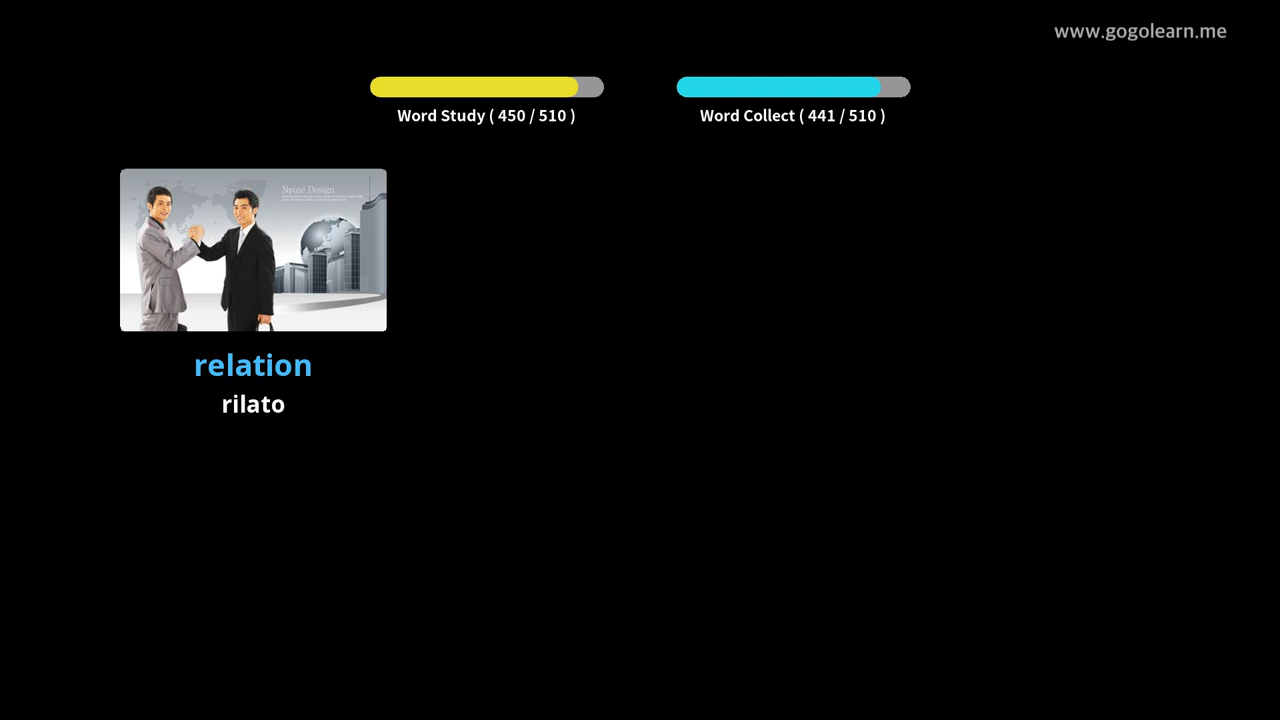 www.gogolearn.me
Word Study ( 450 / 510 )
Word Collect ( 441 / 510 )
Npine Design
relation
rilato